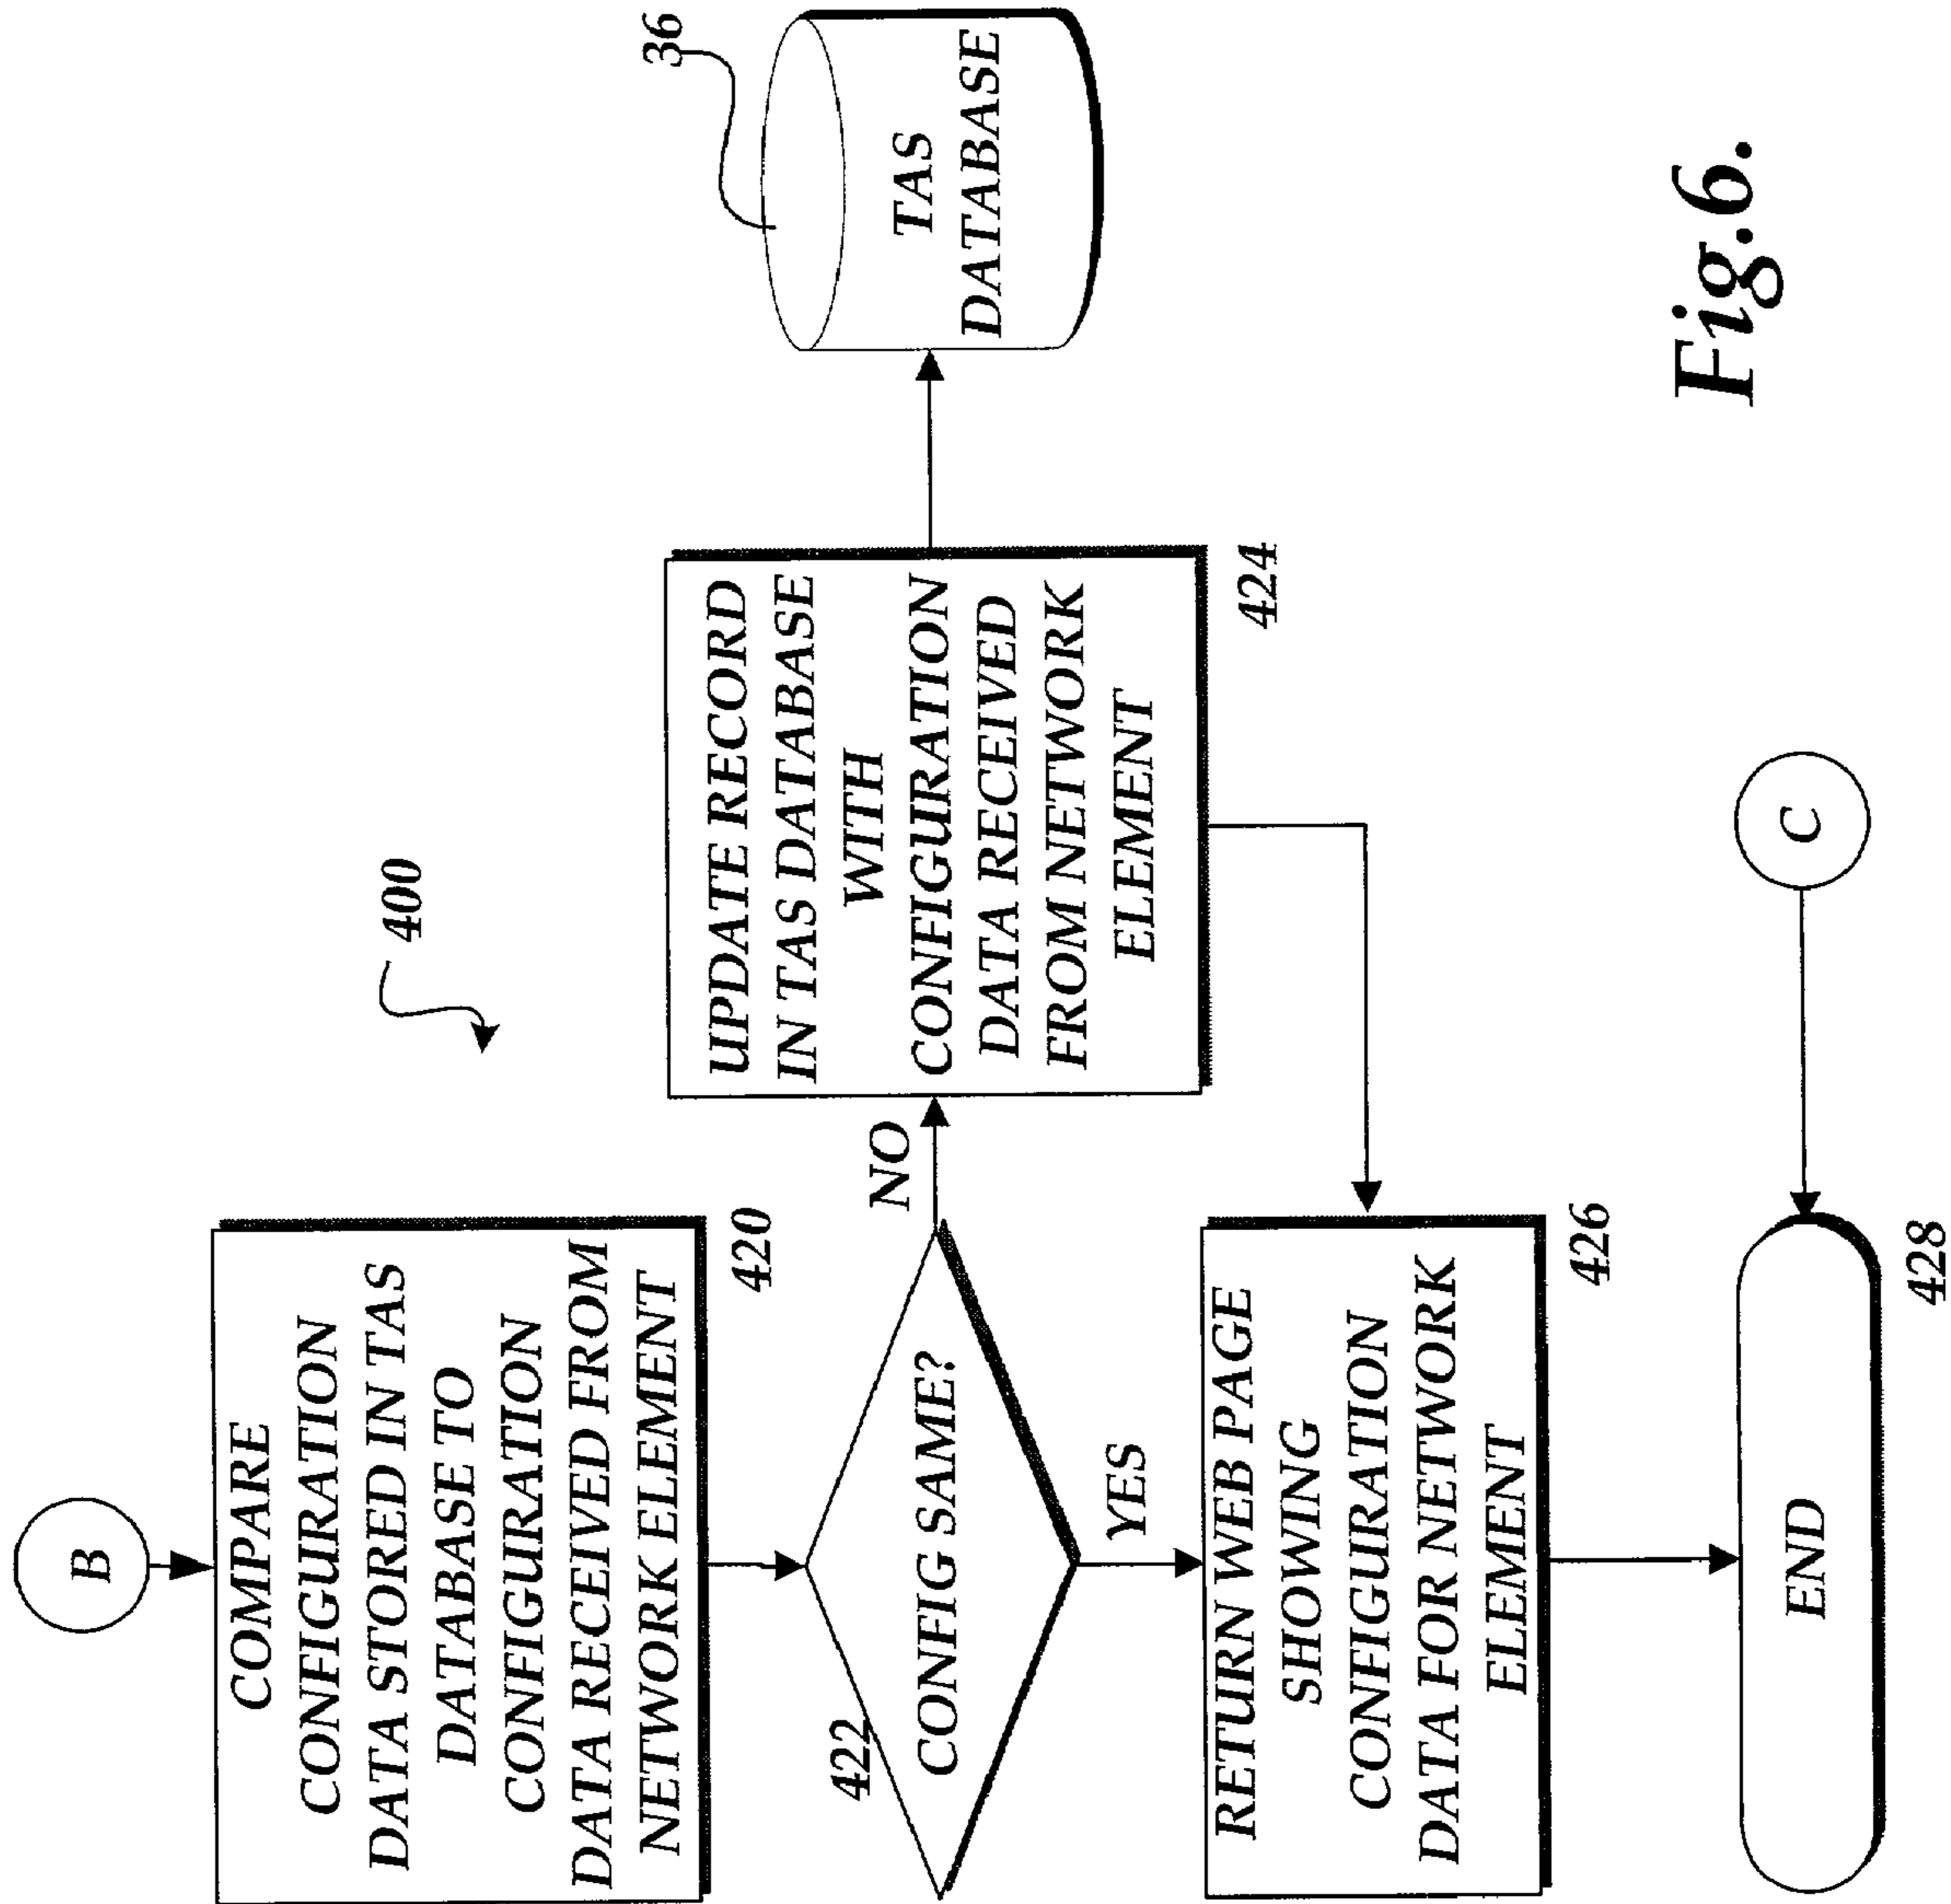 B
COMPARE
CONFIGURATION
DATA STORED IN TAS
DATABASE TO
CONFIGURATION
DATA RECEIVED FROM
NETWORK ELEMENT
420
400
422
CONFIG SAME?
NO
YES
UPDATE RECORD
IN TAS DATABASE
WITH
CONFIGURATION
DATA RECEIVED
FROM NETWORK
ELEMENT
424
36
TAS
DATABASE
RETURN WEB PAGE
SHOWING
CONFIGURATION
DATA FOR NETWORK
ELEMENT
426
END
428
C
Fig.6.